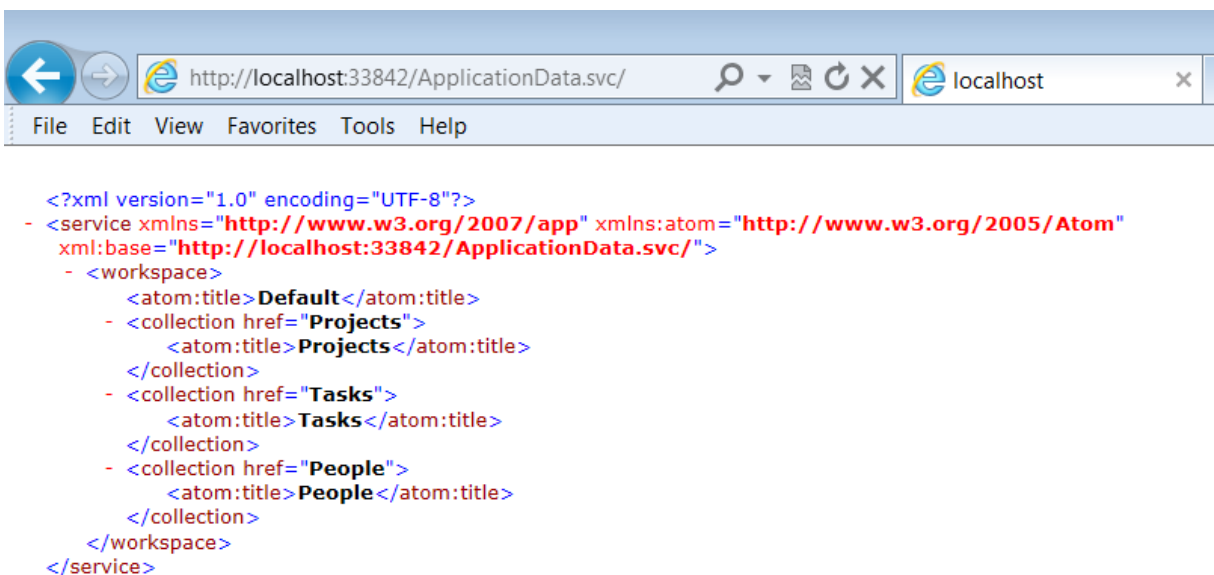 http://localhost:33842/ApplicationData.svc/
localhost
File Edit View Favorites Tools Help
<?xml version="1.0" encoding="UTF-8"?>
- <service xmlns="http://www.w3.org/2007/app" xmlns:atom="http://www.w3.org/2005/Atom"
xml:base="http://localhost:33842/ApplicationData.svc/">
- <workspace>
<atom:title>Default</atom:title>
- <collection href="Projects">
<atom:title>Projects</atom:title>
</collection>
- <collection href="Tasks">
<atom:title>Tasks</atom:title>
</collection>
- <collection href="People">
<atom:title>People</atom:title>
</collection>
</workspace>
</service>